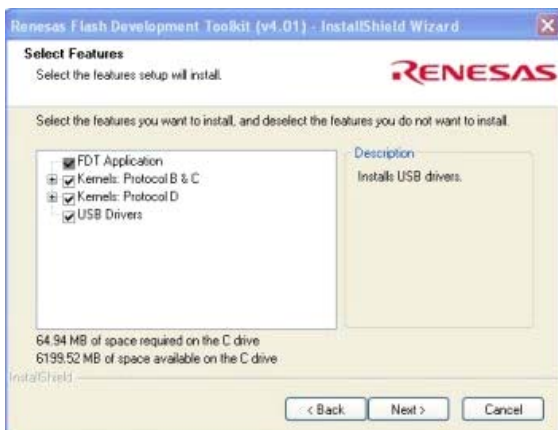 Renesas Flash Development Toolkit (v4.01) - InstallShield Wizard
Select Features
Select the features setup will install.
RENESAS
Select the features you want to install, and deselect the features you do not want to install.
FDT Application
Kernels: Protocol B & C
Kernels: Protocol D
USB Drivers
Description
Installs USB drivers.
64.94 MB of space required on the C drive
6199.52 MB of space available on the C drive
InstallShield
< Back
Next >
Cancel